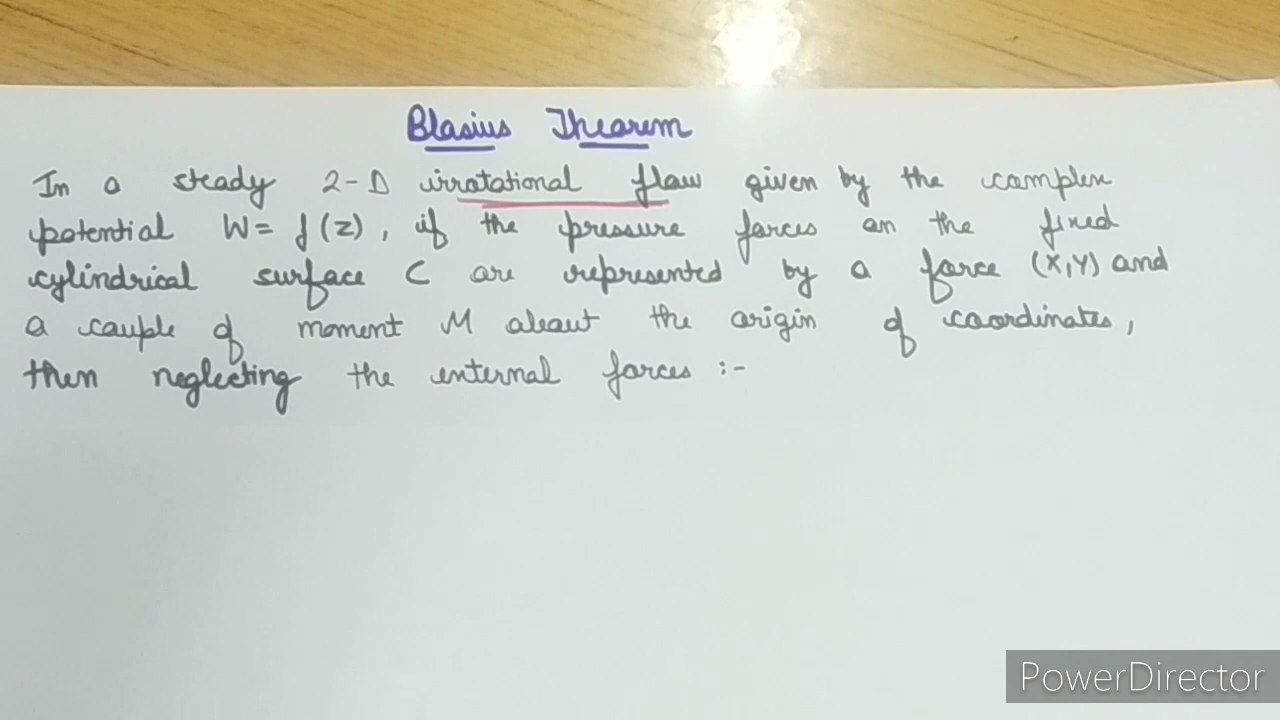 Blasius Theorem
In a steady 2-D irrotational flow given by the complex
potential W = f(z), if the pressure forces on the fixed
cylindrical surface C are represented by a force (X,Y) and
a couple of moment M about the origin of coordinates,
then neglecting the external forces :-
PowerDirector